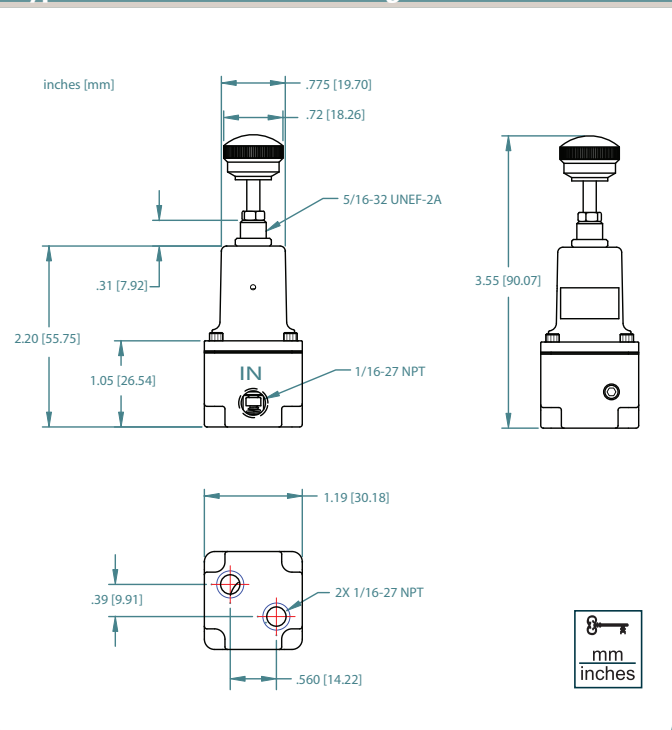 inches [mm]
.775 [19.70]
.72 [18.26]
5/16-32 UNEF-2A
.31 [7.92]
3.55 [90.07]
2.20 [55.75]
1.05 [26.54]
IN
1/16-27 NPT
1.19 [30.18]
.39 [9.91]
2X 1/16-27 NPT
.560 [14.22]
mm
inches